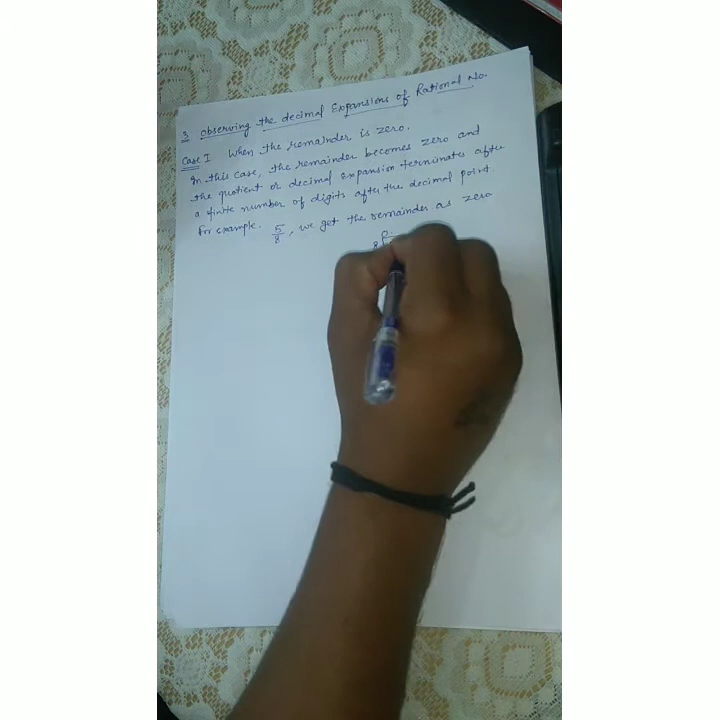 3 observing the decimal Expansions of Rational No.
Case I When the remainder is zero.
In this case, the remainder becomes zero and
the quotient or decimal expansion terminates after
a finite number of digits after the decimal point.
For example. 5/8, we get the remainder as zero
0.
8